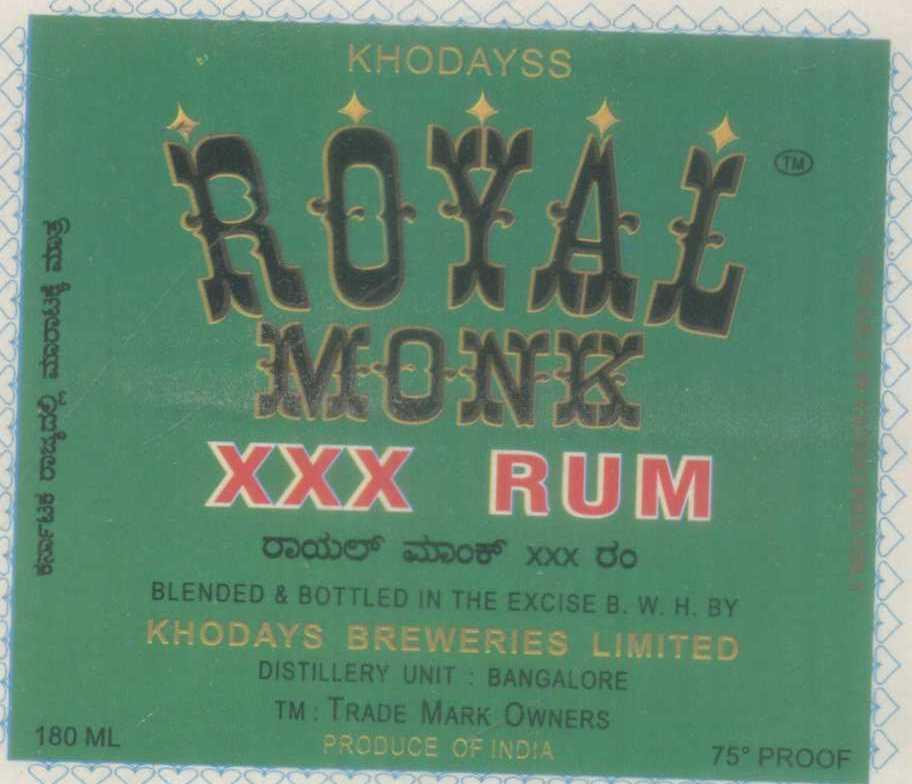 KHODAYSS
ROYAL
TM
MONK
XXX RUM
ರಾಯಲ್ ಮಾಂಕ್ XXX ರಂ
BLENDED & BOTTLED IN THE EXCISE B. W. H. BY
KHODAYS BREWERIES LIMITED
DISTILLERY UNIT : BANGALORE
TM : TRADE MARK OWNERS
PRODUCE OF INDIA
180 ML
75° PROOF
ಕರ್ನಾಟಕ ರಾಜ್ಯದಲ್ಲಿ ಮಾರಾಟಕ್ಕೆ ಮಾತ್ರ